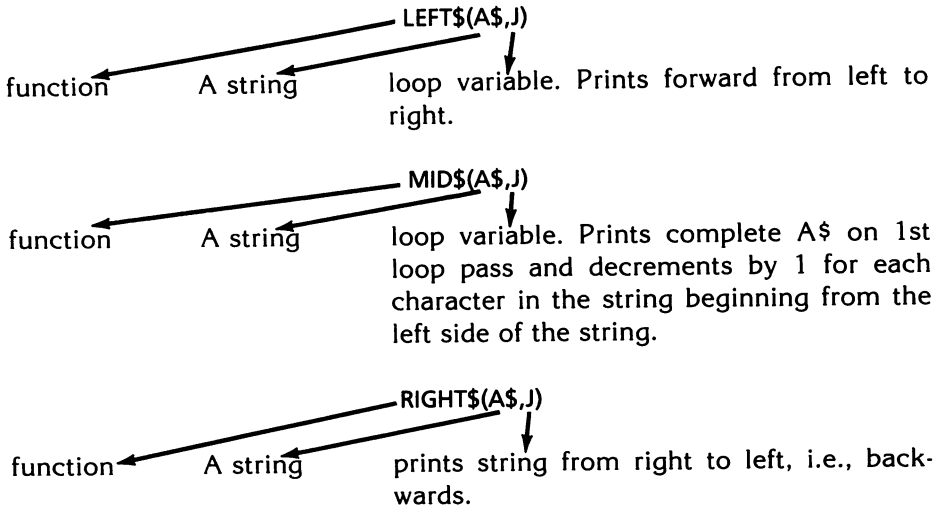 LEFT$(A$,J)
function A string loop variable. Prints forward from left to
right.
MID$(A$,J)
function A string loop variable. Prints complete A$ on 1st
loop pass and decrements by 1 for each
character in the string beginning from the
left side of the string.
RIGHT$(A$,J)
function A string prints string from right to left, i.e., back-
wards.